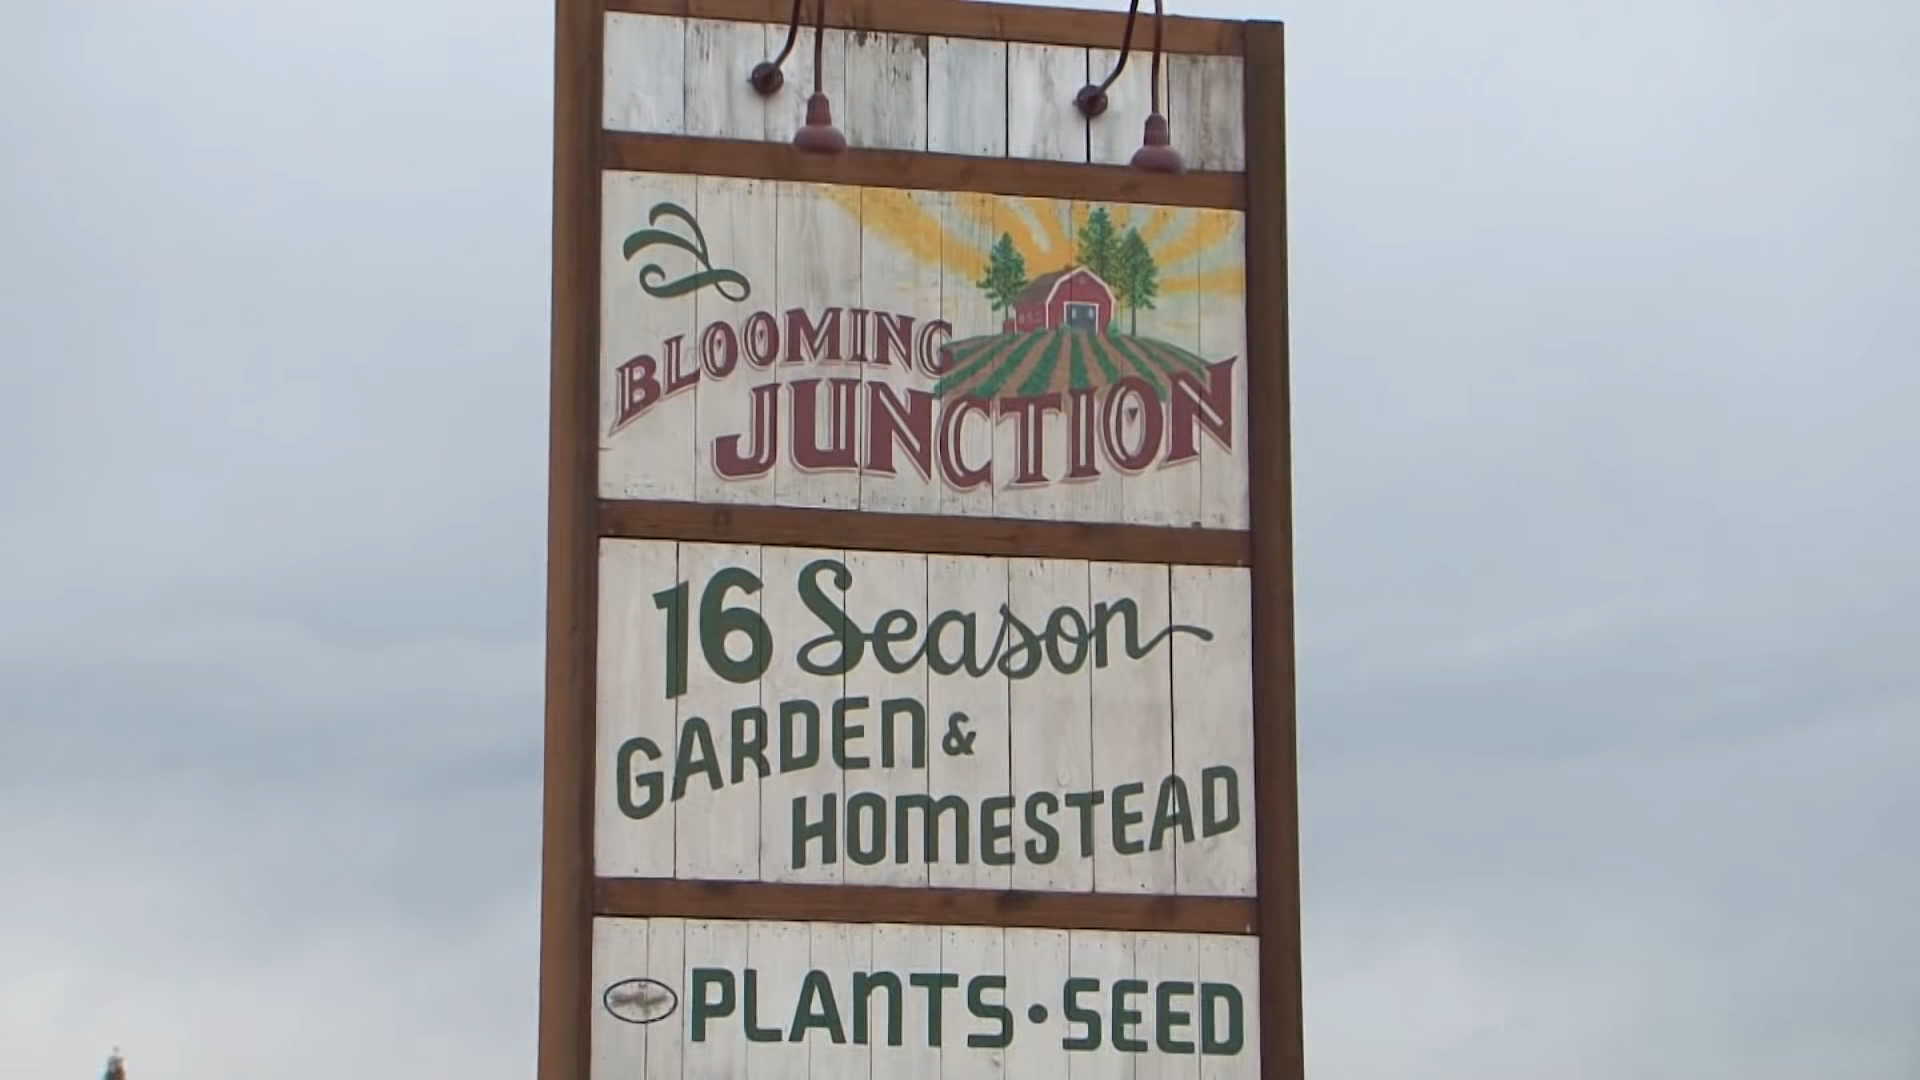 BLOOMING
JUNCTION
16 Season
GARDEN &
HOMESTEAD
PLANTS • SEED